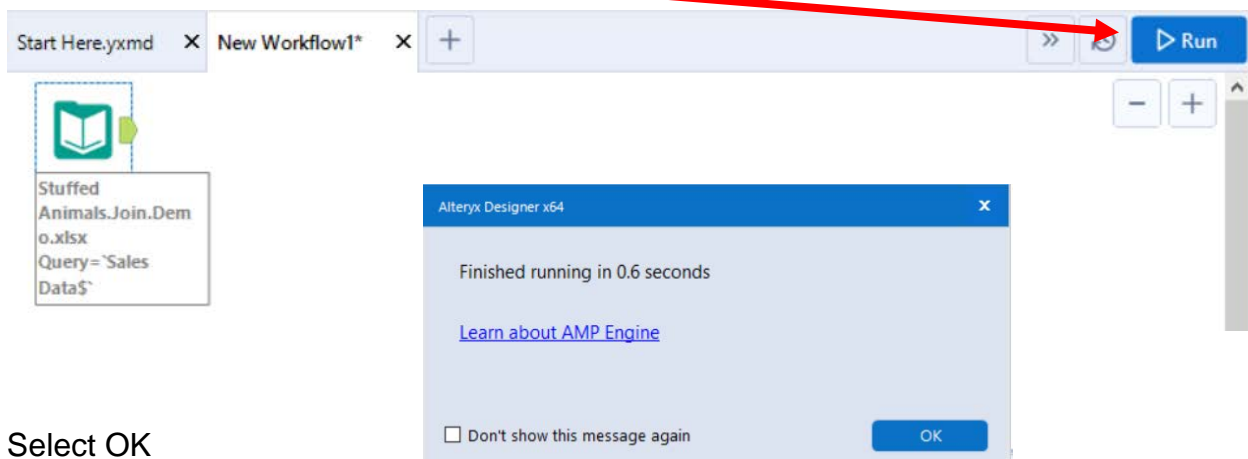 Start Here.yxmd X New Workflow1* X +
» Run
- +
Stuffed
Animals.Join.Dem
o.xlsx
Query=`Sales
Data$`
Alteryx Designer x64 x
Finished running in 0.6 seconds
Learn about AMP Engine
Don't show this message again
OK
Select OK